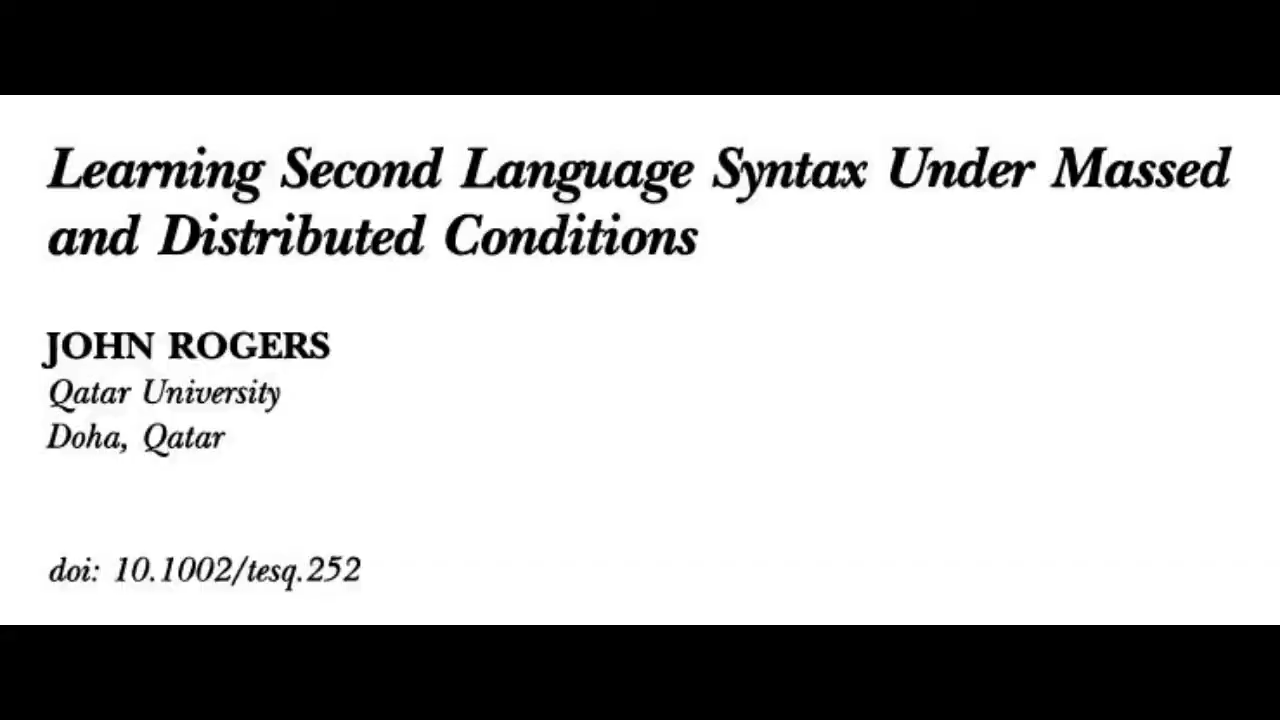 Learning Second Language Syntax Under Massed
and Distributed Conditions
JOHN ROGERS
Qatar University
Doha, Qatar
doi: 10.1002/tesq.252